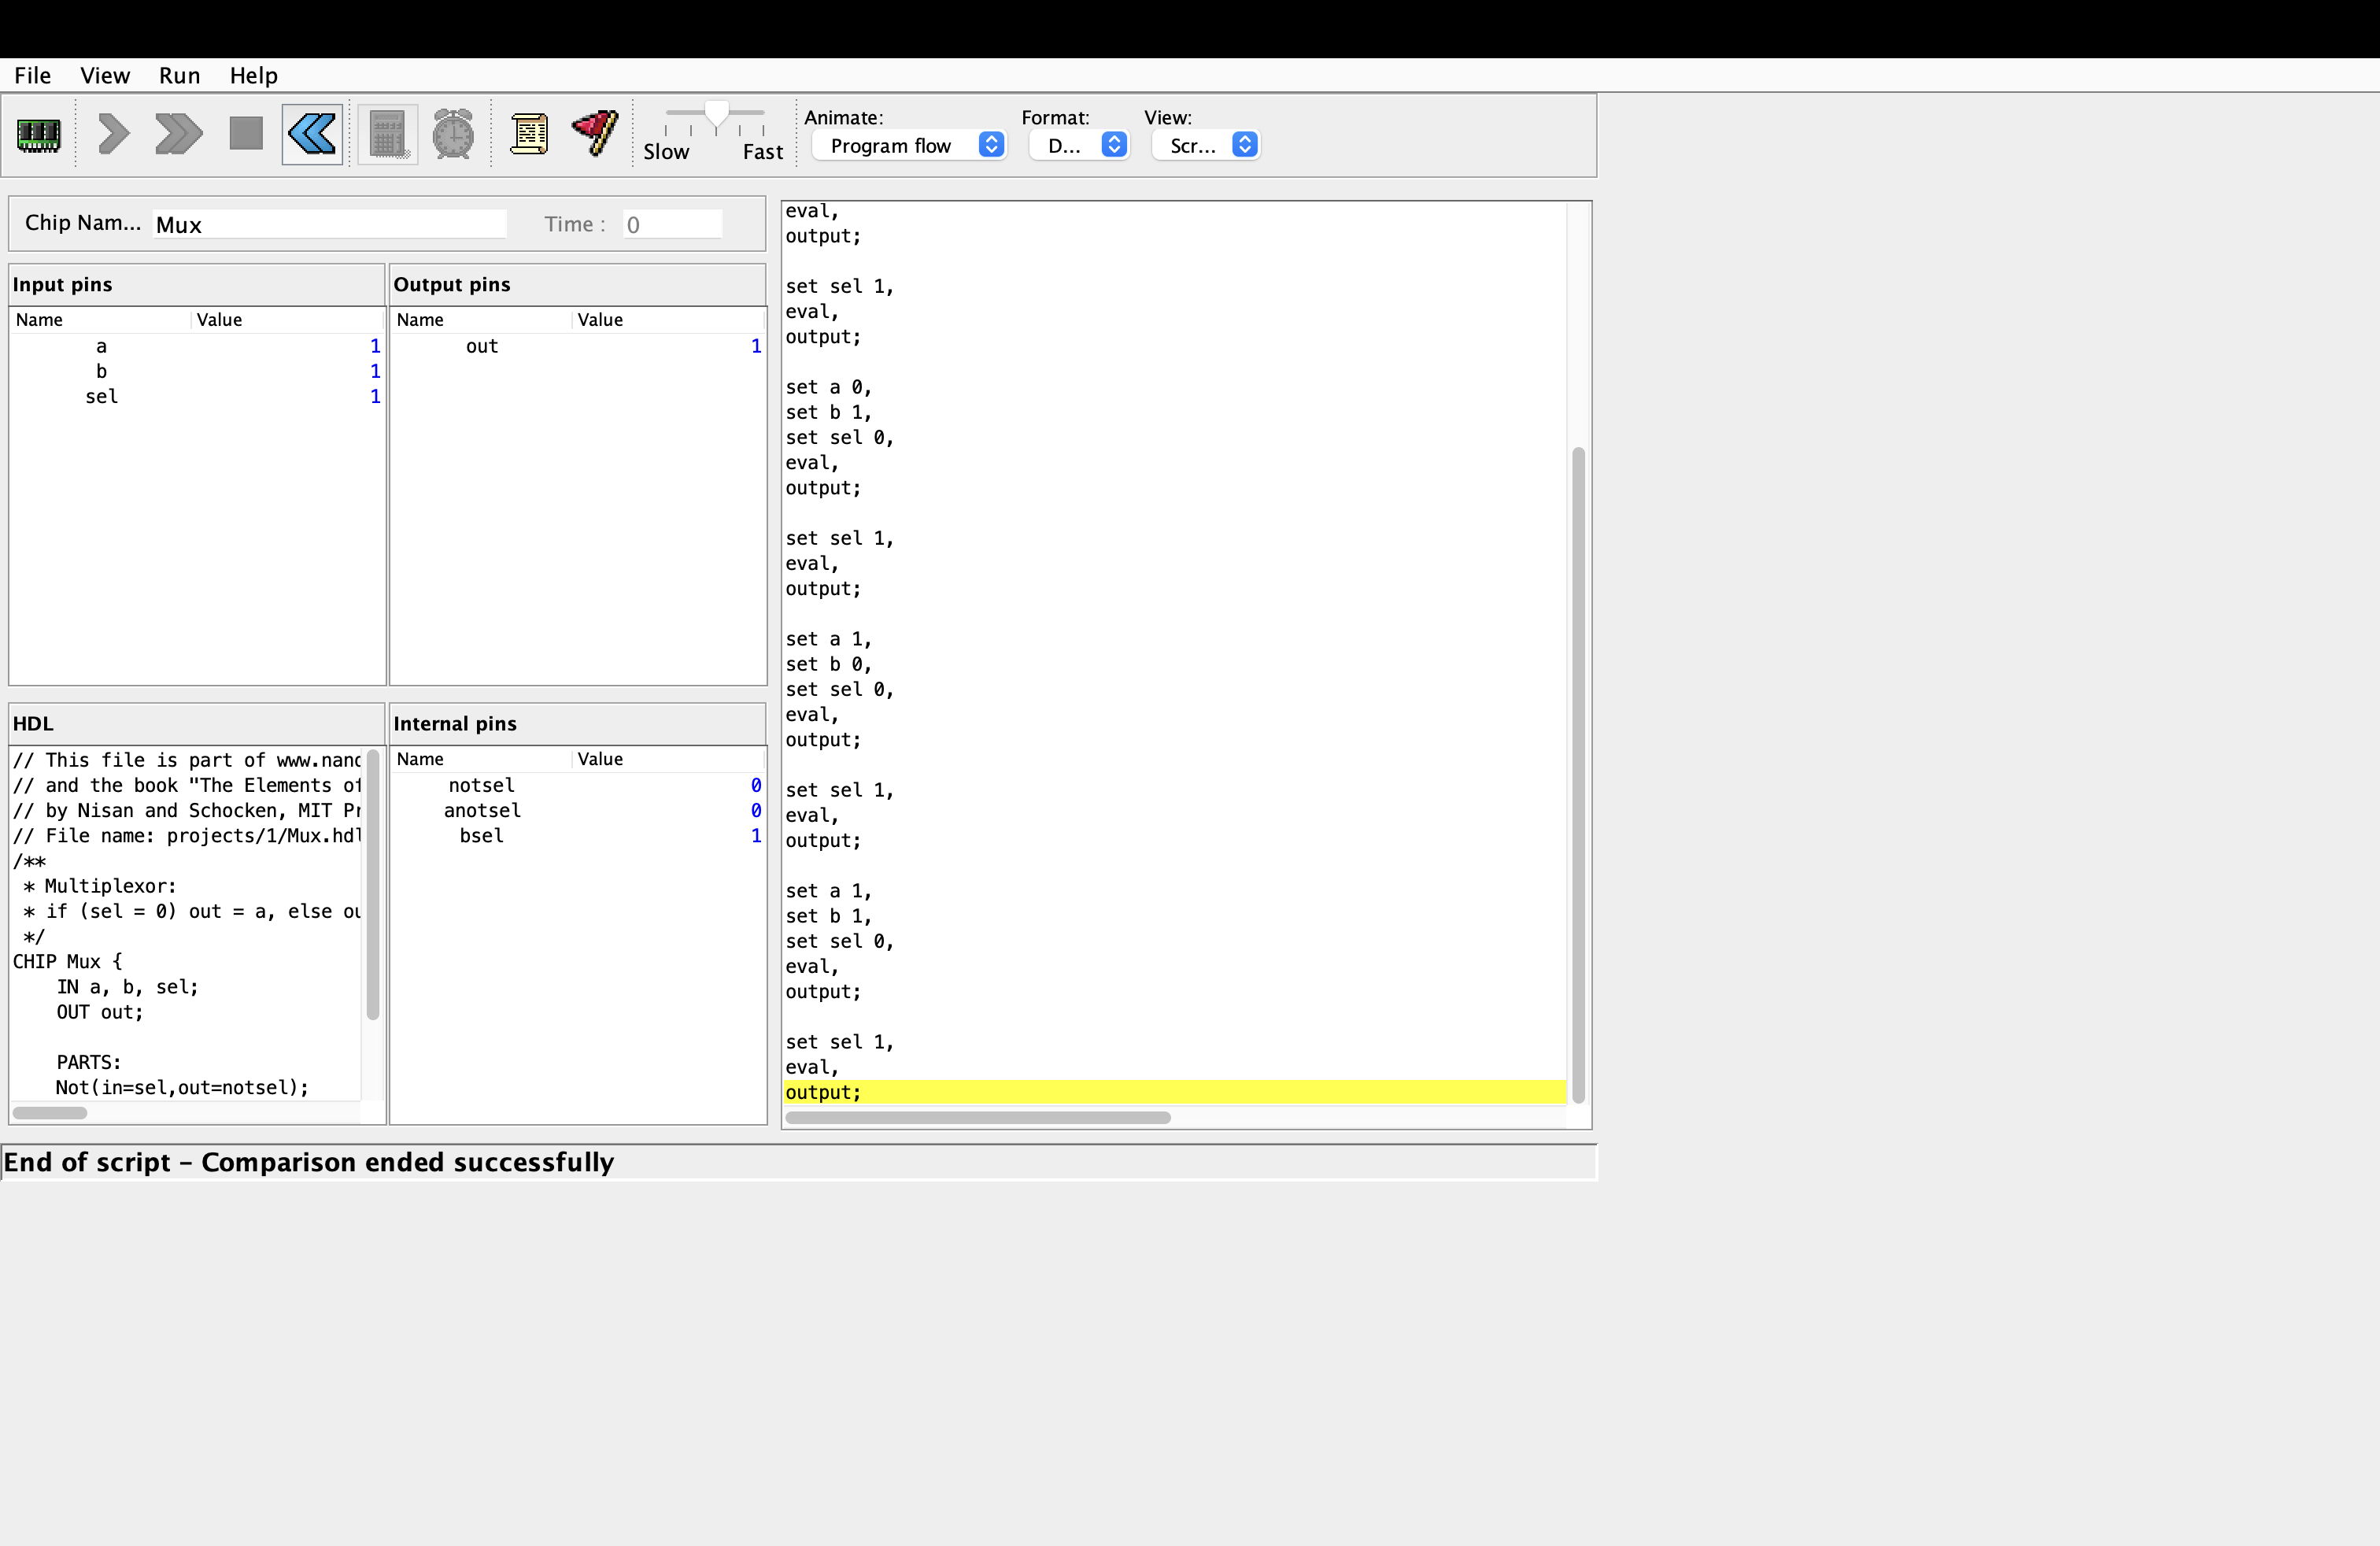 File View Run Help
Slow Fast
Animate: Format: View:
Program flow D... Scr...
Chip Nam... Mux Time : 0
Input pins
Name Value
a 1
b 1
sel 1
Output pins
Name Value
out 1
HDL
// This file is part of www.nand
// and the book "The Elements of
// by Nisan and Schocken, MIT Pr
// File name: projects/1/Mux.hdl
/**
 * Multiplexor:
 * if (sel = 0) out = a, else ou
 */
CHIP Mux {
    IN a, b, sel;
    OUT out;
    PARTS:
    Not(in=sel,out=notsel);
Internal pins
Name Value
notsel 0
anotsel 0
bsel 1
eval,
output;
set sel 1,
eval,
output;
set a 0,
set b 1,
set sel 0,
eval,
output;
set sel 1,
eval,
output;
set a 1,
set b 0,
set sel 0,
eval,
output;
set sel 1,
eval,
output;
set a 1,
set b 1,
set sel 0,
eval,
output;
set sel 1,
eval,
output;
End of script – Comparison ended successfully